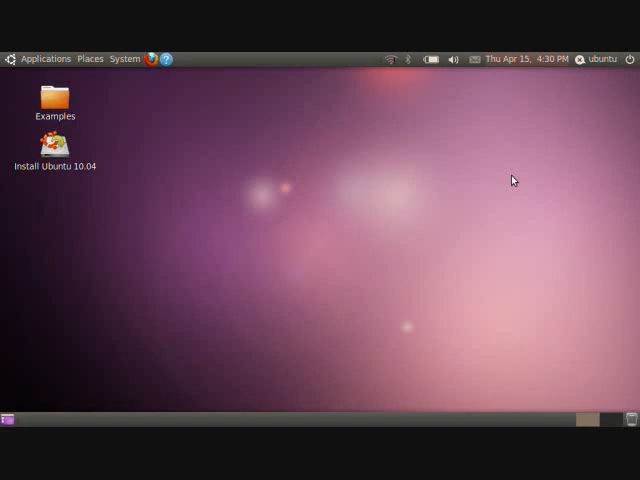 Applications Places System ? Thu Apr 15, 4:30 PM ubuntu
Examples
Install Ubuntu 10.04